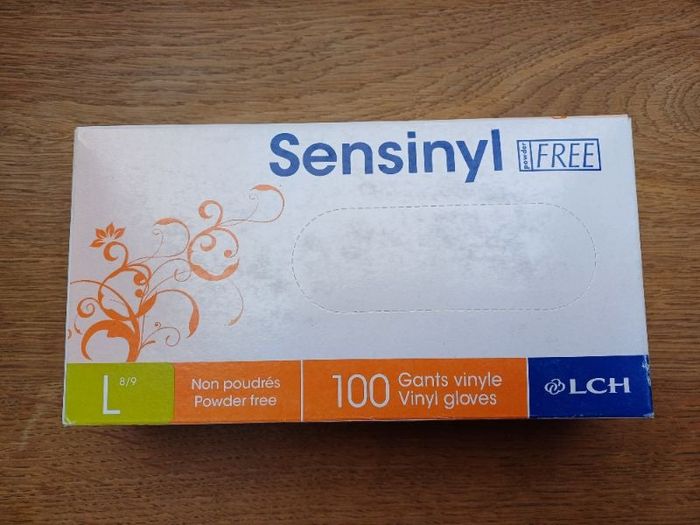 Sensinyl
powder FREE
L 8/9
Non poudrés
Powder free
100 Gants vinyle
Vinyl gloves
LCH